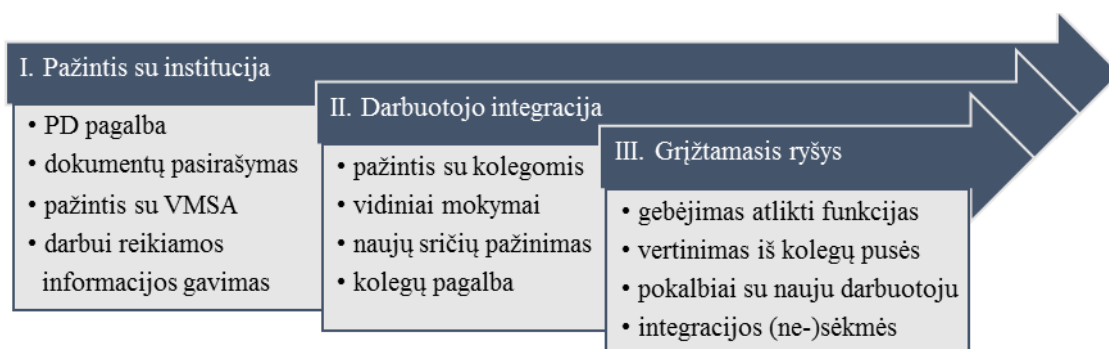 I. Pažintis su institucija
• PD pagalba
• dokumentų pasirašymas
• pažintis su VMSA
• darbui reikiamos
informacijos gavimas
II. Darbuotojo integracija
• pažintis su kolegomis
• vidiniai mokymai
• naujų sričių pažinimas
• kolegų pagalba
III. Grįžtamasis ryšys
• gebėjimas atlikti funkcijas
• vertinimas iš kolegų pusės
• pokalbiai su nauju darbuotoju
• integracijos (ne-)sėkmės